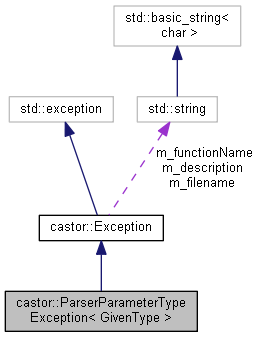 std::basic_string<
char >
std::exception
std::string
m_functionName
m_description
m_filename
castor::Exception
castor::ParserParameterType
Exception< GivenType >